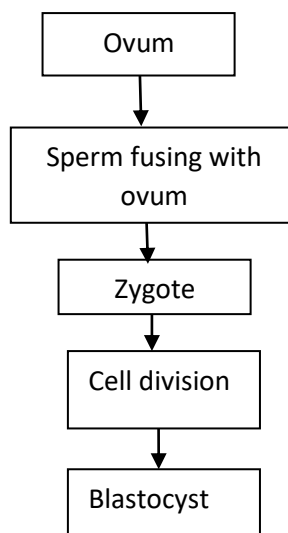 Ovum
Sperm fusing with
ovum
Zygote
Cell division
Blastocyst